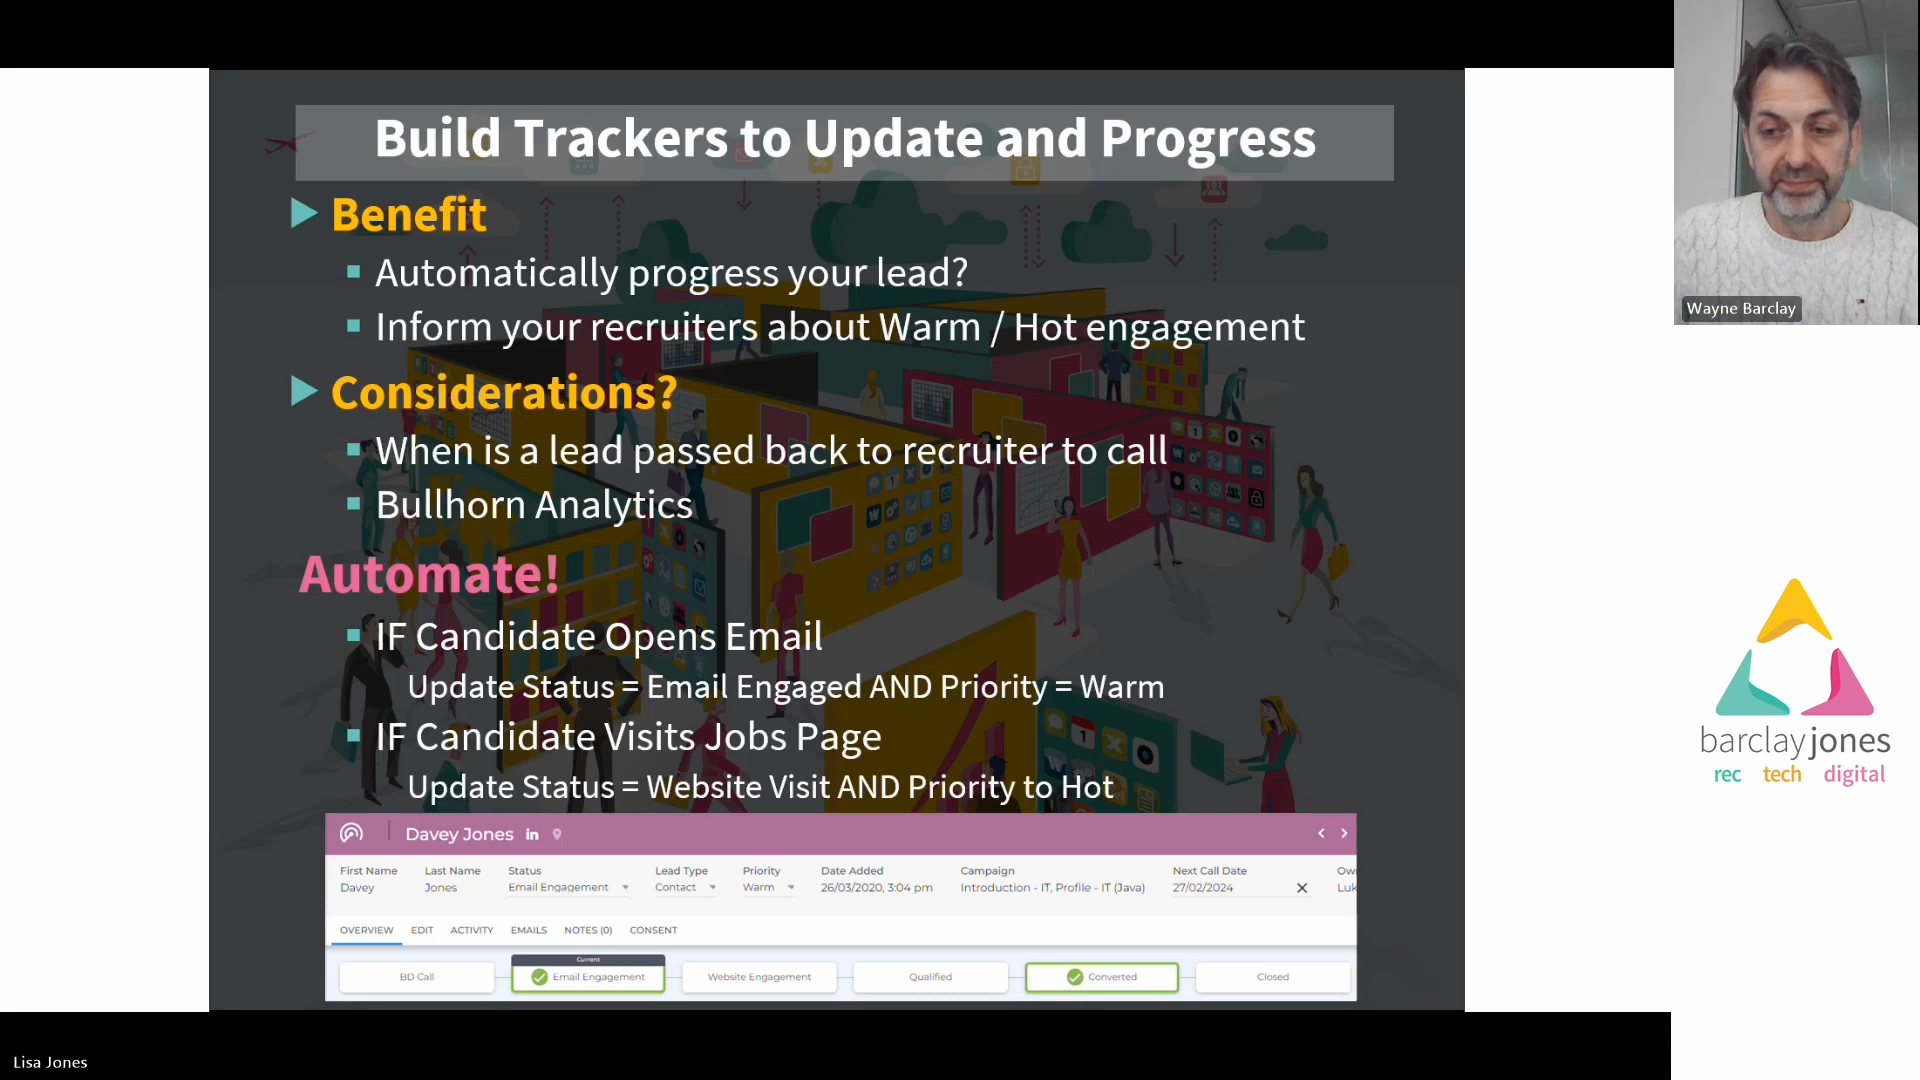 Build Trackers to Update and Progress
Benefit
Automatically progress your lead?
Inform your recruiters about Warm / Hot engagement
Considerations?
When is a lead passed back to recruiter to call
Bullhorn Analytics
Automate!
IF Candidate Opens Email
Update Status = Email Engaged AND Priority = Warm
IF Candidate Visits Jobs Page
Update Status = Website Visit AND Priority to Hot
Davey Jones in
First Name Last Name Status Lead Type Priority Date Added Campaign Next Call Date Ow
Davey Jones Email Engagement Contact Warm 26/03/2020, 3:04 pm Introduction - IT, Profile - IT (Java) 27/02/2024 Luk
OVERVIEW EDIT ACTIVITY EMAILS NOTES (0) CONSENT
Current
BD Call Email Engagement Website Engagement Qualified Converted Closed
Wayne Barclay
barclayjones
rec tech digital
Lisa Jones